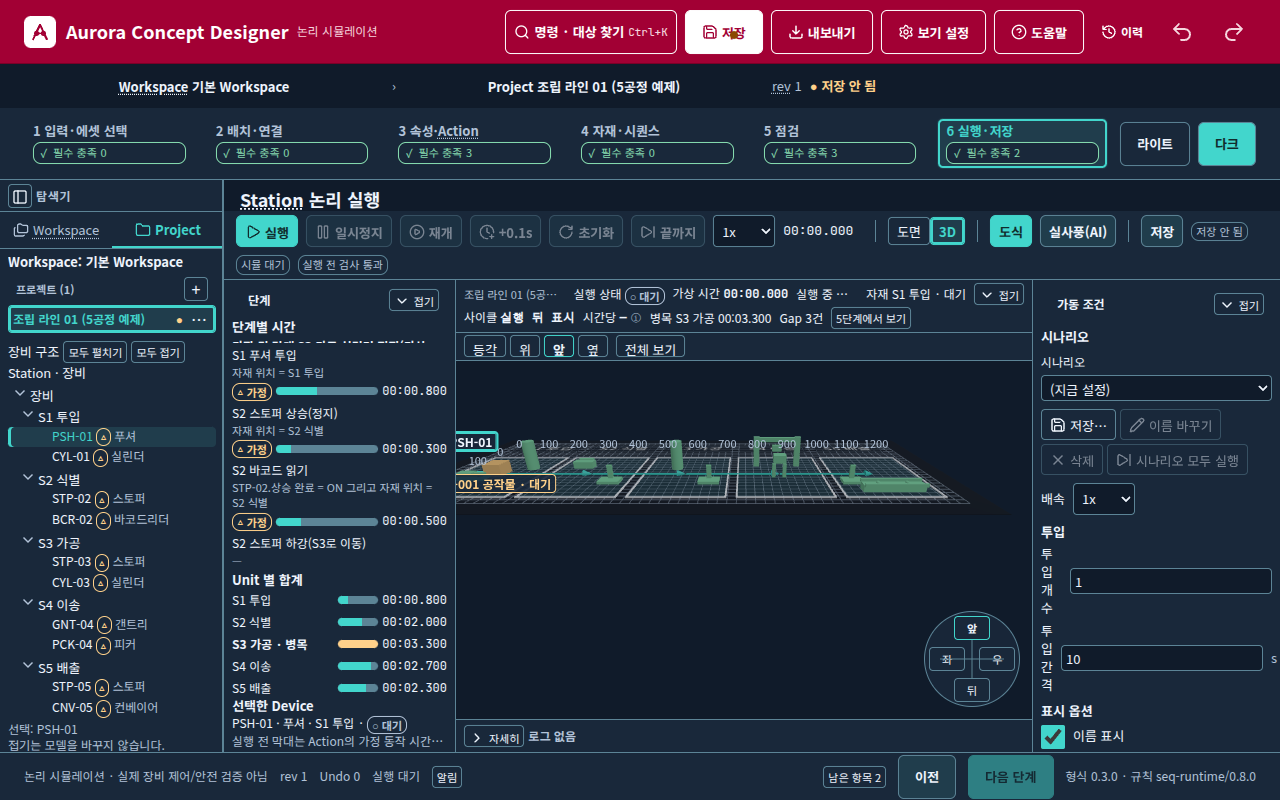 Aurora Concept Designer 논리 시뮬레이션
명령 · 대상 찾기 Ctrl+K
저장
내보내기
보기 설정
도움말
이력
Workspace 기본 Workspace › Project 조립 라인 01 (5공정 예제) rev 1 ● 저장 안 됨
1 입력·에셋 선택
✓ 필수 충족 0
2 배치·연결
✓ 필수 충족 0
3 속성·Action
✓ 필수 충족 3
4 자재·시퀀스
✓ 필수 충족 0
5 점검
✓ 필수 충족 3
6 실행·저장
✓ 필수 충족 2
라이트
다크
탐색기
Workspace Project
Workspace: 기본 Workspace
프로젝트 (1) +
조립 라인 01 (5공정 예제) ● ···
장비 구조 모두 펼치기 모두 접기
Station · 장비
장비
S1 투입
PSH-01 푸셔
CYL-01 실린더
S2 식별
STP-02 스토퍼
BCR-02 바코드리더
S3 가공
STP-03 스토퍼
CYL-03 실린더
S4 이송
GNT-04 갠트리
PCK-04 피커
S5 배출
STP-05 스토퍼
CNV-05 컨베이어
선택: PSH-01
접기는 모델을 바꾸지 않습니다.
Station 논리 실행
실행 일시정지 재개 +0.1s 초기화 끝까지 1x 00:00.000 도면 3D 도식 실사풍(AI) 저장 저장 안 됨
시뮬 대기 실행 전 검사 통과
단계 접기
단계별 시간
S1 푸셔 투입
자재 위치 = S1 투입
가정 00:00.800
S2 스토퍼 상승(정지)
자재 위치 = S2 식별
가정 00:00.300
S2 바코드 읽기
STP-02.상승 완료 = ON 그리고 자재 위치 =
S2 식별
가정 00:00.500
S2 스토퍼 하강(S3로 이동)
—
Unit 별 합계
S1 투입 00:00.800
S2 식별 00:02.000
S3 가공 · 병목 00:03.300
S4 이송 00:02.700
S5 배출 00:02.300
선택한 Device
PSH-01 · 푸셔 · S1 투입 · ○ 대기
실행 전 막대는 Action의 가정 동작 시간···
조립 라인 01 (5공··· 실행 상태 ○ 대기 가상 시간 00:00.000 실행 중 ··· 자재 S1 투입 · 대기 접기
사이클 실행 뒤 표시 시간당 – ⓘ 병목 S3 가공 00:03.300 Gap 3건 5단계에서 보기
등각 위 앞 옆 전체 보기
SH-01 0 100 200 300 400 500 600 700 800 900 1000 1100 1200
0
100
001 공작물 · 대기
앞
좌 우
뒤
자세히 로그 없음
가동 조건 접기
시나리오
시나리오
(지금 설정)
저장··· 이름 바꾸기
삭제 시나리오 모두 실행
배속 1x
투입
투입 개수 1
투입 간격 10 s
표시 옵션
이름 표시
논리 시뮬레이션 · 실제 장비 제어/안전 검증 아님 rev 1 Undo 0 실행 대기 알림
남은 항목 2 이전 다음 단계 형식 0.3.0 · 규칙 seq-runtime/0.8.0